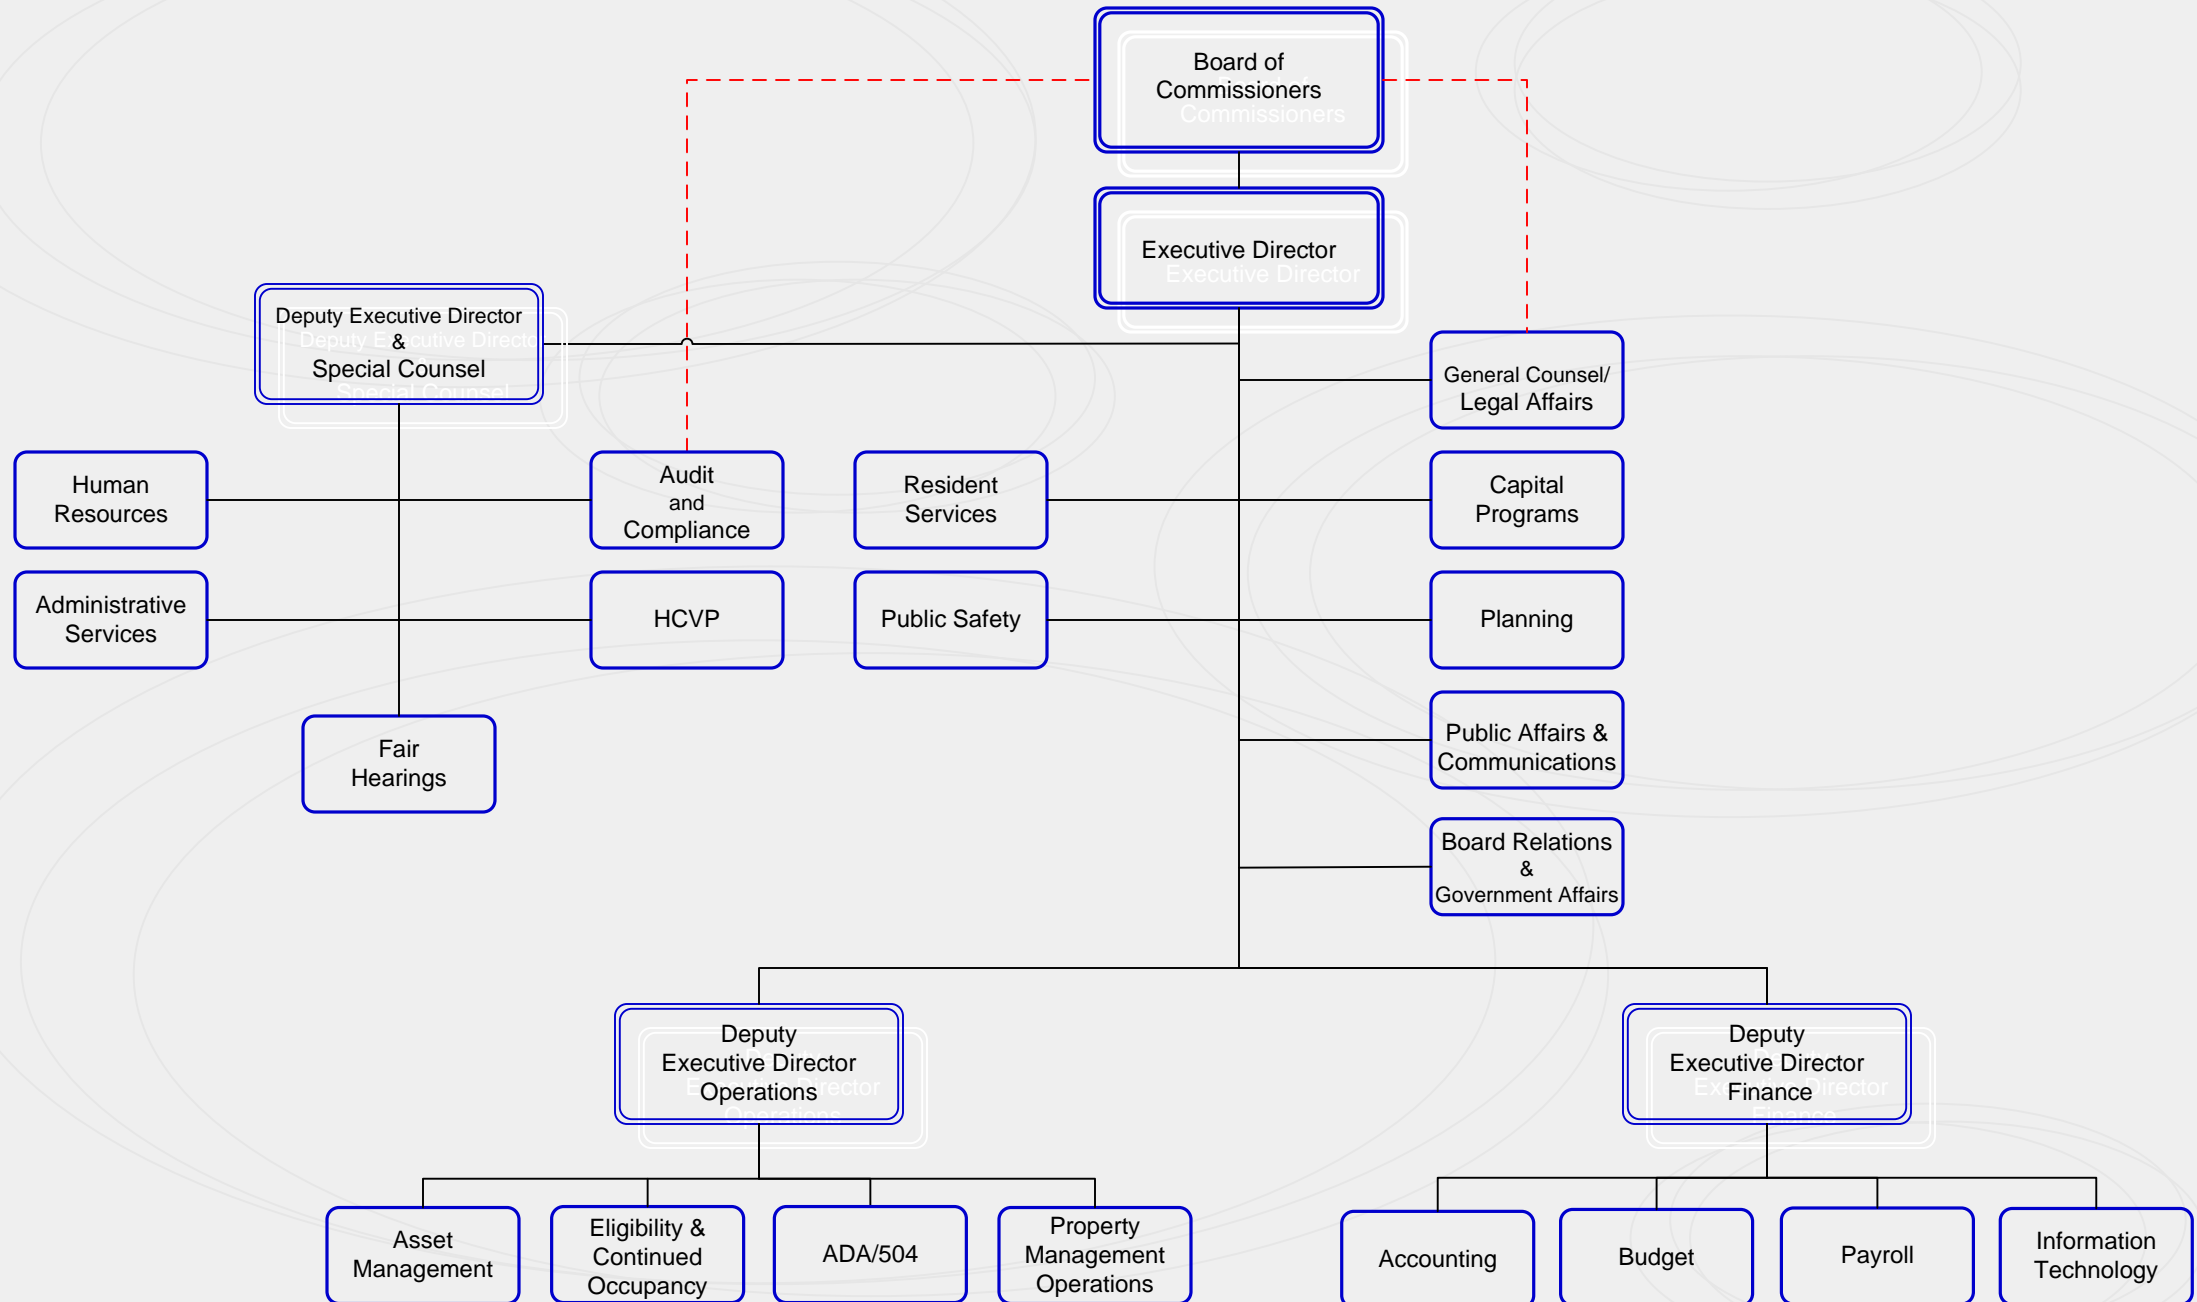 Board of
Commissioners
Executive Director
Deputy Executive Director
&
Special Counsel
General Counsel/
Legal Affairs
Human
Resources
Audit
and
Compliance
Resident
Services
Capital
Programs
Administrative
Services
HCVP
Public Safety
Planning
Fair
Hearings
Public Affairs &
Communications
Board Relations
&
Government Affairs
Deputy
Executive Director
Operations
Deputy
Executive Director
Finance
Asset
Management
Eligibility &
Continued
Occupancy
ADA/504
Property
Management
Operations
Accounting
Budget
Payroll
Information
Technology